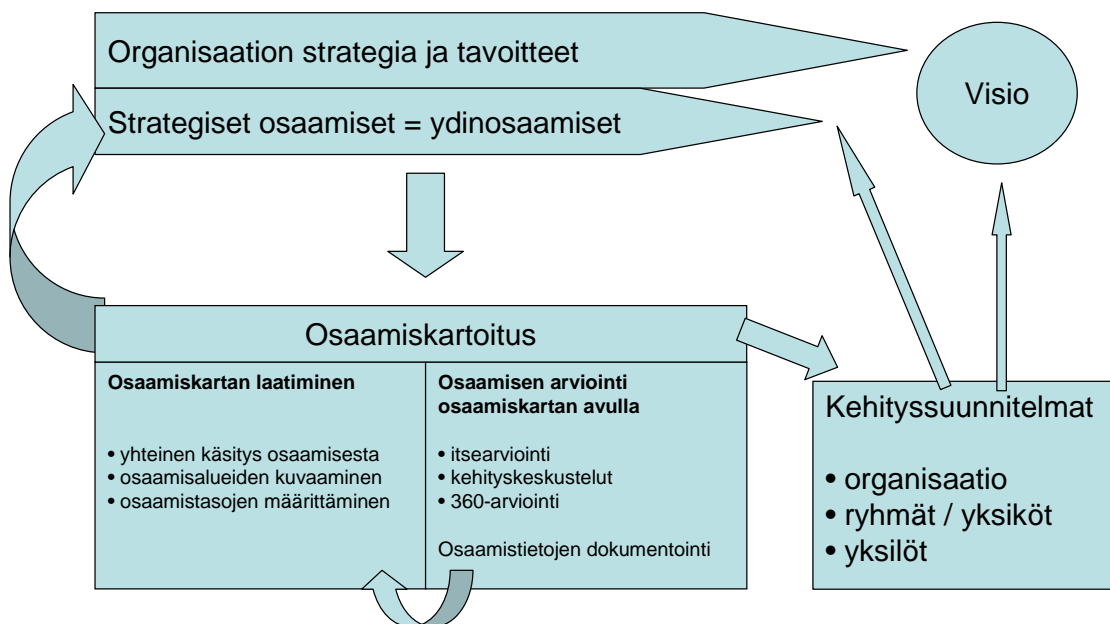 Organisaation strategia ja tavoitteet
Visio
Strategiset osaamiset = ydinosaamiset
Osaamiskartoitus
Osaamiskartan laatiminen
• yhteinen käsitys osaamisesta
• osaamisalueiden kuvaaminen
• osaamistasojen määrittäminen
Osaamisen arviointi
osaamiskartan avulla
• itsearviointi
• kehityskeskustelut
• 360-arviointi
Osaamistietojen dokumentointi
Kehityssuunnitelmat
• organisaatio
• ryhmät / yksiköt
• yksilöt